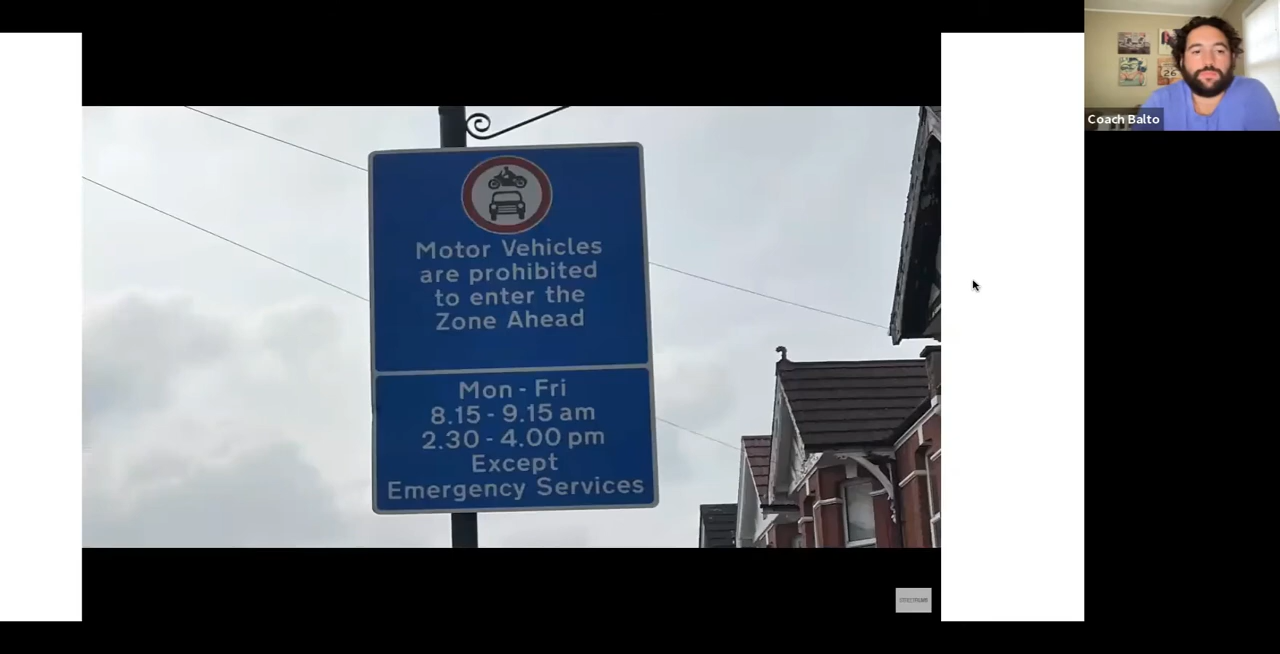 Coach Balto
26
Motor Vehicles
are prohibited
to enter the
Zone Ahead
Mon - Fri
8.15 - 9.15 am
2.30 - 4.00 pm
Except
Emergency Services